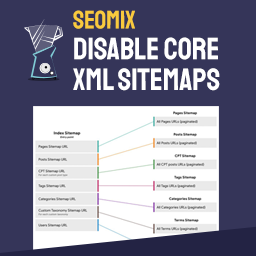 SEOMIX
DISABLE CORE
XML SITEMAPS
Index Sitemap
Pages Sitemap URL
Posts Sitemap URL
CPT Sitemap URL
Tags Sitemap URL
Categories Sitemap URL
Custom Taxonomy Sitemap URL
Users Sitemap URL
Pages Sitemap
All Pages URLs (paginated)
Posts Sitemap
All Posts URLs (paginated)
CPT Sitemap
All CPT posts URLs (paginated)
Tags Sitemap
All Tags URLs (paginated)
Categories Sitemap
All Categories URLs (paginated)
Terms Sitemap
All Terms URLs (paginated)